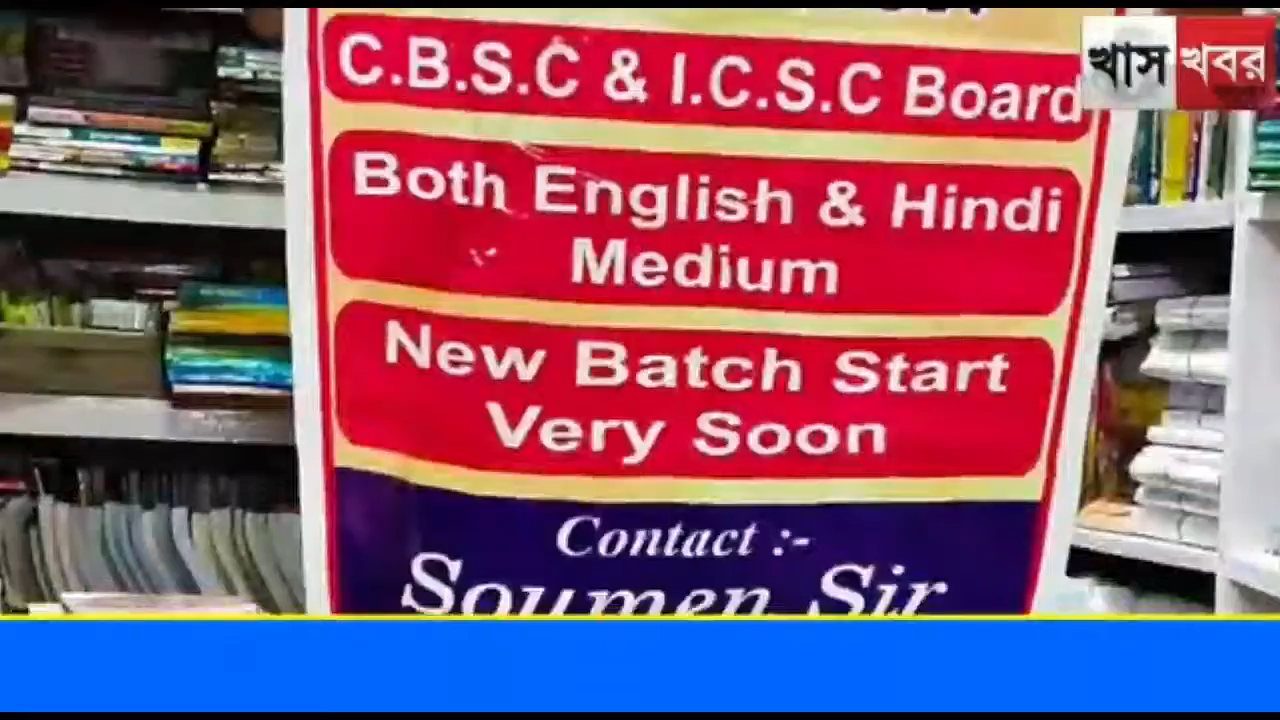 C.B.S.C & I.C.S.C Board
Both English & Hindi
Medium
New Batch Start
Very Soon
Contact :-
Soumen Sir
খাস খবর